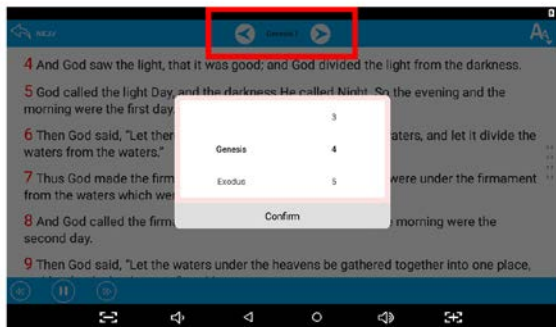 NKJV
4 And God saw the light, that it was good; and God divided the light from the darkness.
5 God called the light Day, and the darkness He called Night. So the evening and the
morning were the first day.
6 Then God said, "Let ther aters, and let it divide the
waters from the waters."
7 Thus God made the firm were under the firmament
from the waters which wer
8 And God called the firm morning were the
second day.
9 Then God said, "Let the waters under the heavens be gathered together into one place,
3
Genesis 4
Exodus 5
Confirm